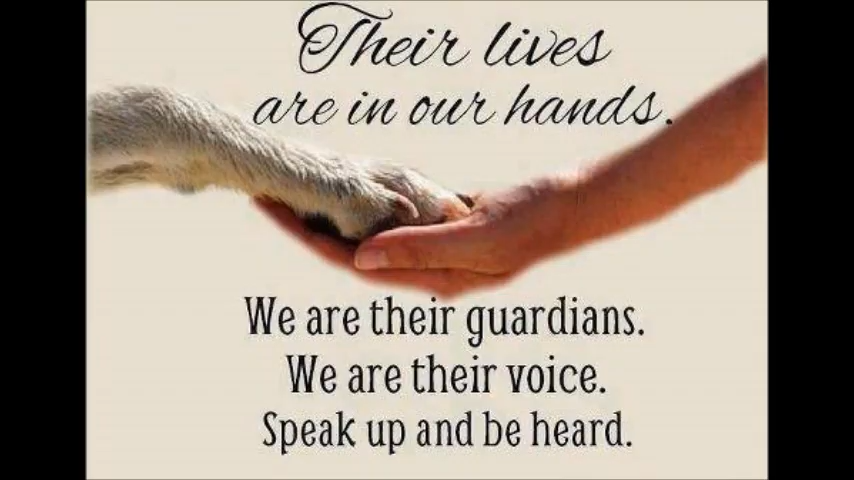 Their lives
are in our hands.
We are their guardians.
We are their voice.
Speak up and be heard.